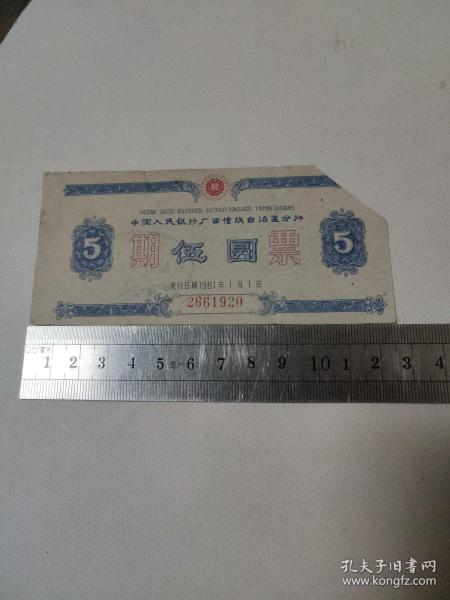 中国人民银行广西僮族自治区分行
5 期 伍圆 票 5
发行日期1961年1月1日
2661920
1 2 3 4 5 6 7 8 9 10 1 2 3 4
孔夫子旧书网
www.kongfz.com